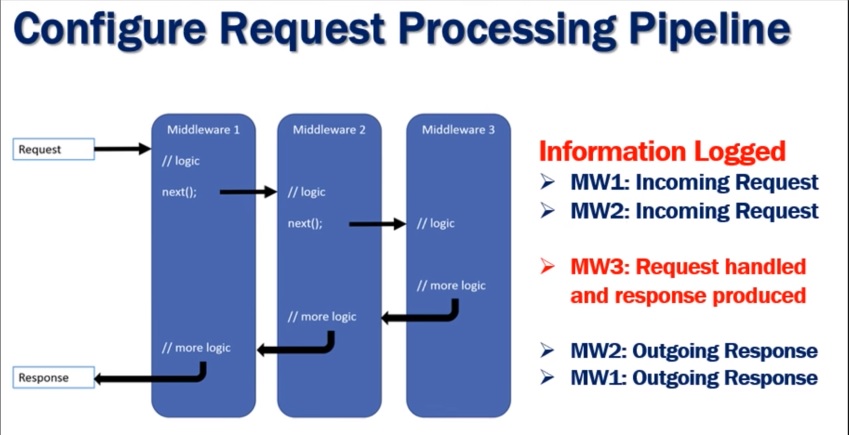 Configure Request Processing Pipeline
Middleware 1
Middleware 2
Middleware 3
Request
// logic
next();
// logic
next();
// logic
// more logic
// more logic
// more logic
Response
Information Logged
MW1: Incoming Request
MW2: Incoming Request
MW3: Request handled
and response produced
MW2: Outgoing Response
MW1: Outgoing Response